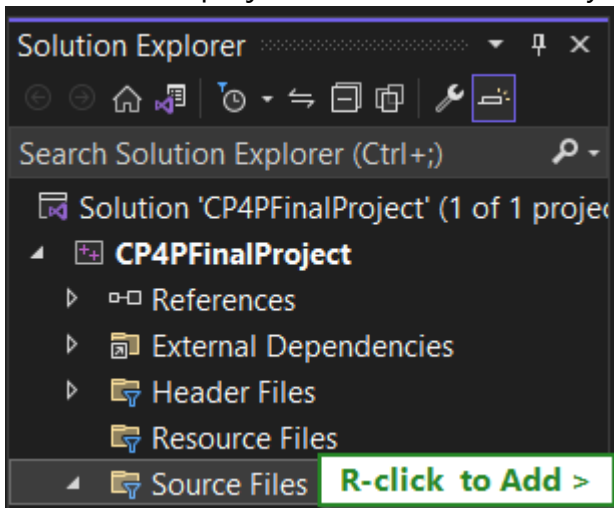 Solution Explorer
Search Solution Explorer (Ctrl+;)
Solution 'CP4PFinalProject' (1 of 1
CP4PFinalProject
References
External Dependencies
Header Files
Resource Files
Source Files R-click to Add >